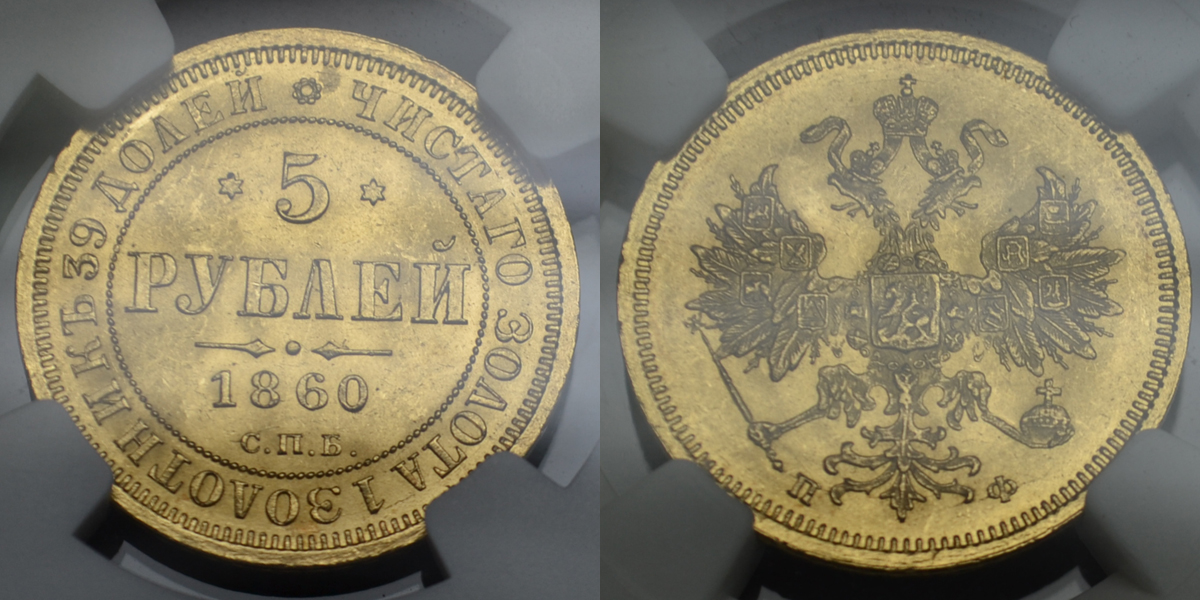 ЧИСТАГО ЗОЛОТА 1 ЗОЛОТНИКЪ 39 ДОЛЕЙ
5
РУБЛЕЙ
1860
С.П.Б.
П Ф